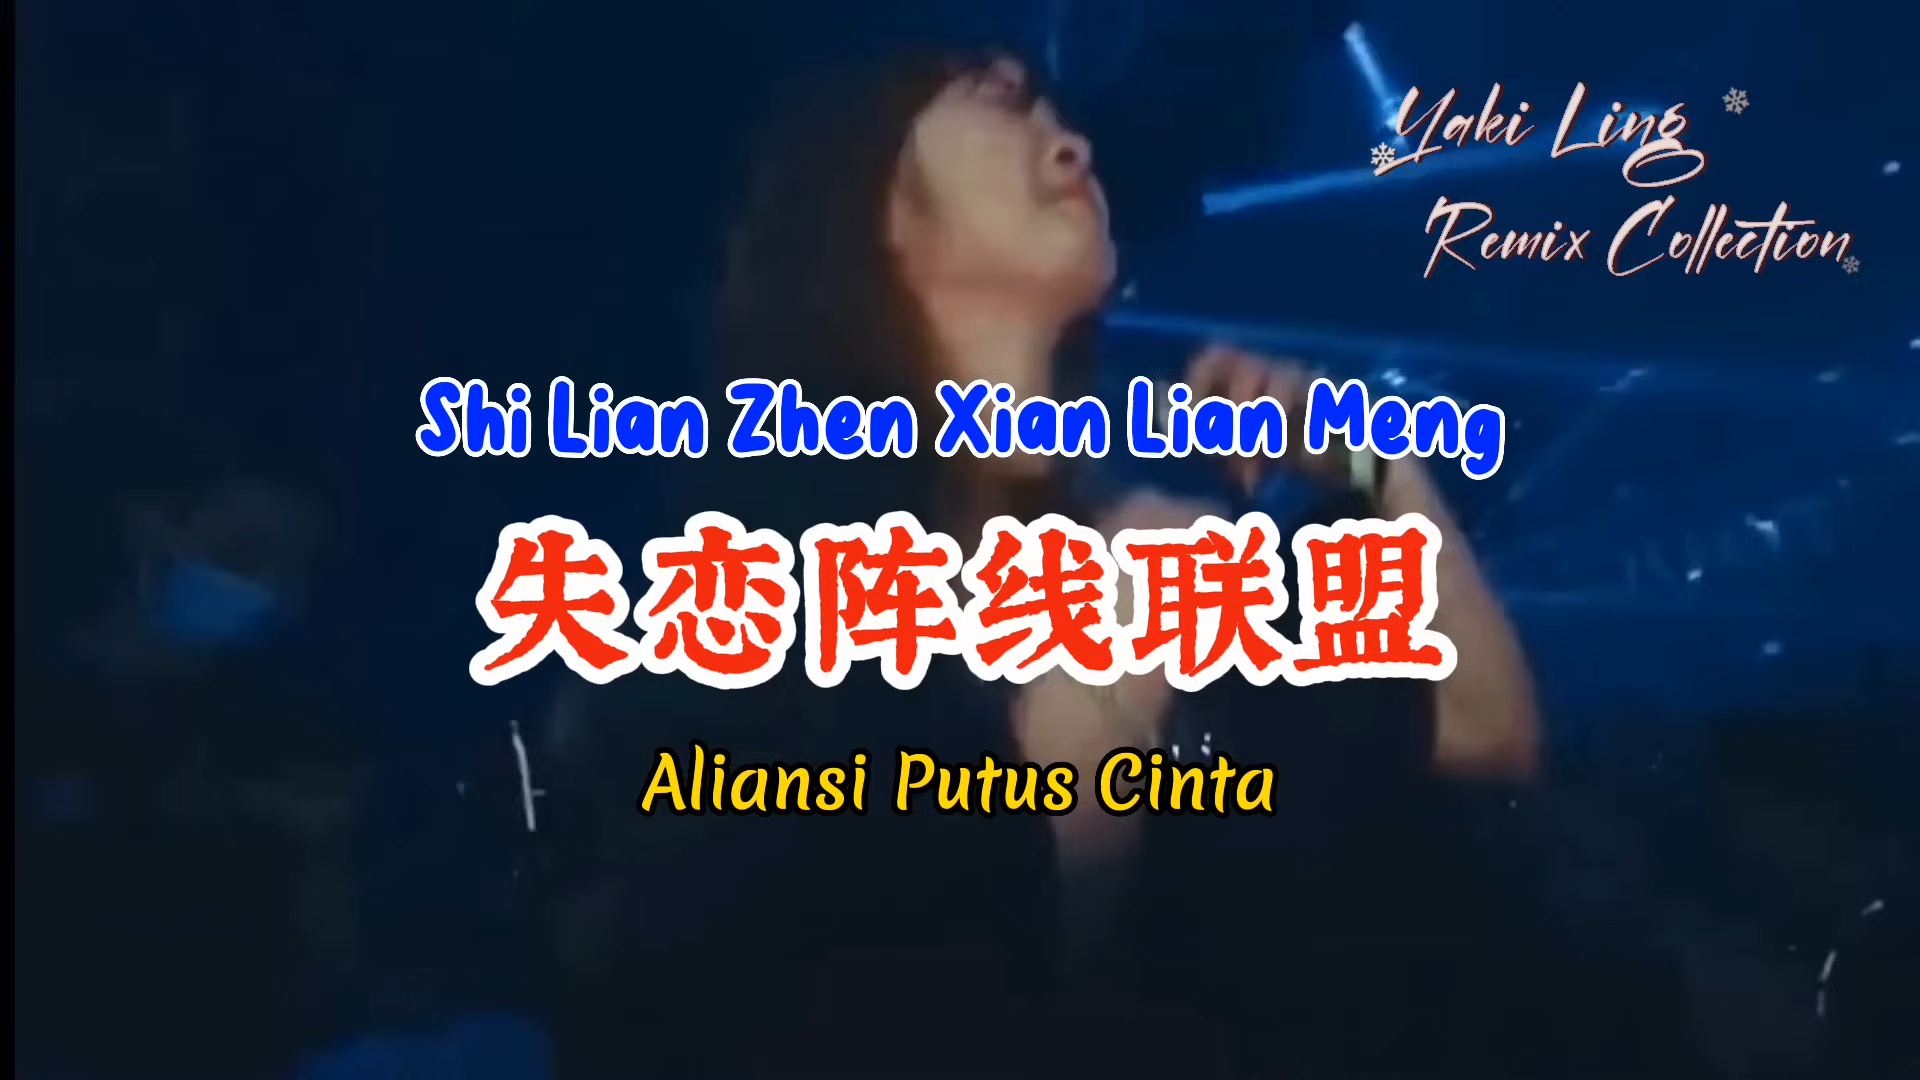 Yaki Ling
Remix Collection
Shi Lian Zhen Xian Lian Meng
失恋阵线联盟
Aliansi Putus Cinta